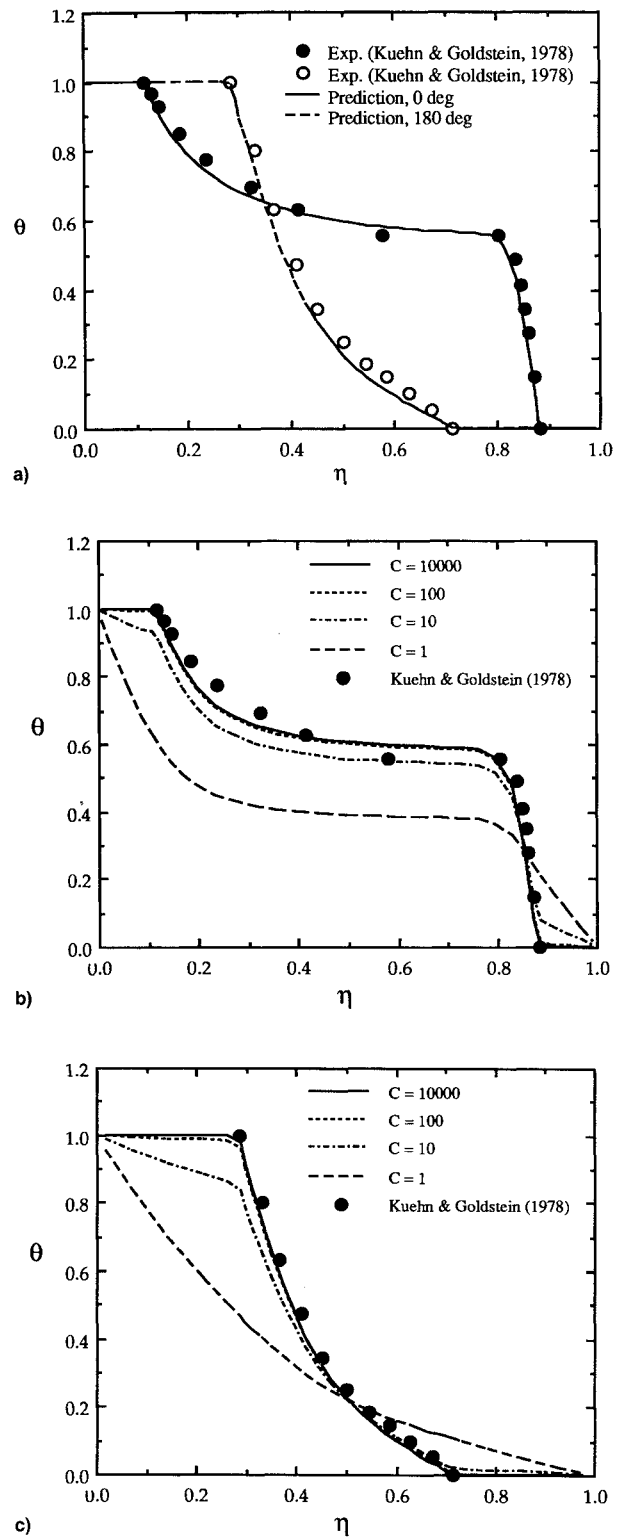 1.2
1.0
0.8
0.6
0.4
0.2
0.0
θ
Exp. (Kuehn & Goldstein, 1978)
Exp. (Kuehn & Goldstein, 1978)
Prediction, 0 deg
Prediction, 180 deg
0.0 0.2 0.4 0.6 0.8 1.0
a)
η
1.2
1.0
0.8
0.6
0.4
0.2
0.0
θ
C = 10000
C = 100
C = 10
C = 1
Kuehn & Goldstein (1978)
0.0 0.2 0.4 0.6 0.8 1.0
b)
η
1.2
1.0
0.8
0.6
0.4
0.2
0.0
θ
C = 10000
C = 100
C = 10
C = 1
Kuehn & Goldstein (1978)
0.0 0.2 0.4 0.6 0.8 1.0
c)
η